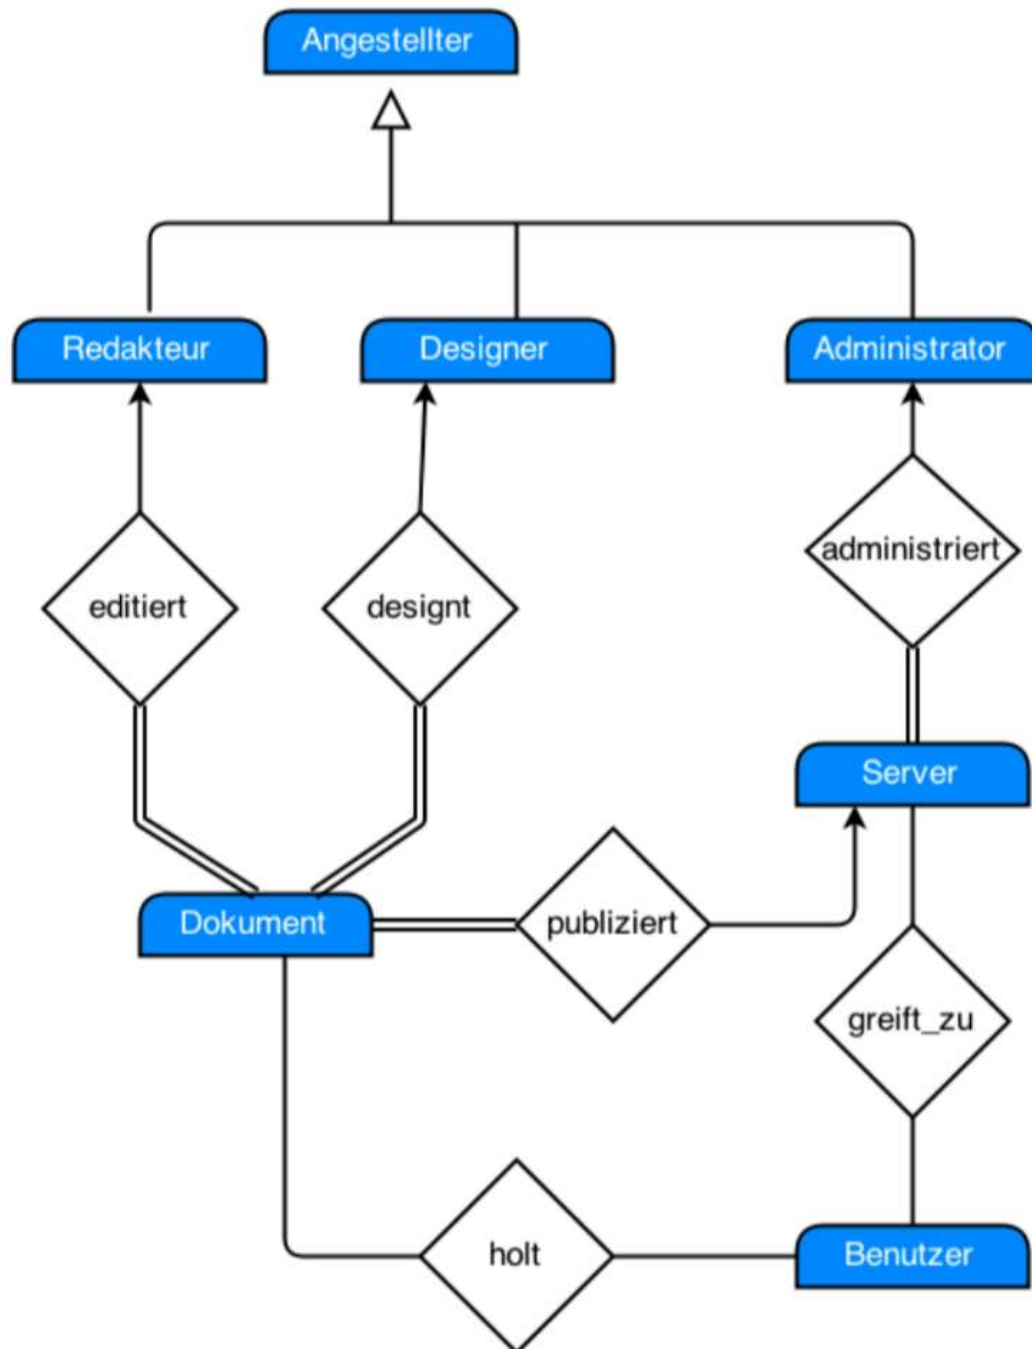 Angestellter
Redakteur
Designer
Administrator
administriert
editiert
designt
Server
Dokument
publiziert
greift_zu
holt
Benutzer